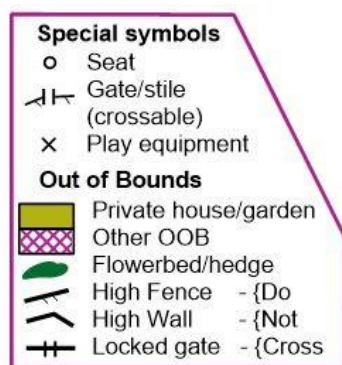 Special symbols
Seat
Gate/stile
(crossable)
Play equipment
Out of Bounds
Private house/garden
Other OOB
Flowerbed/hedge
High Fence - {Do
High Wall - {Not
Locked gate - {Cross